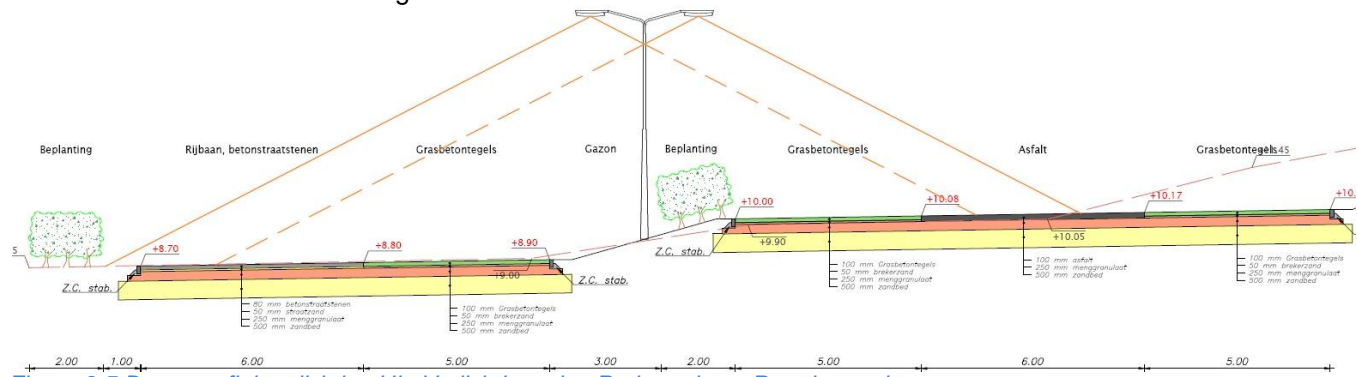 Beplanting
Rijbaan, betonstraatstenen
Grasbetontegels
Gazon
Beplanting
Grasbetontegels
Asfalt
Grasbetontegels
.45
+10.00
+10.08
+10.17
+10.
+9.90
+10.05
5
+8.70
+8.80
+8.90
+9.00
Z.C. stab.
Z.C. stab.
Z.C. stab.
Z.C.
80 mm betonstraatstenen
50 mm straatzand
250 mm menggranulaat
500 mm zandbed
100 mm Grasbetontegels
50 mm brekerzand
250 mm menggranulaat
500 mm zandbed
100 mm Grasbetontegels
50 mm brekerzand
250 mm menggranulaat
500 mm zandbed
100 mm asfalt
250 mm menggranulaat
500 mm zandbed
100 mm Grasbetontegels
50 mm brekerzand
250 mm menggranulaat
500 mm zandbed
2.00 1.00 6.00 5.00 3.00 2.00 5.00 6.00 5.00